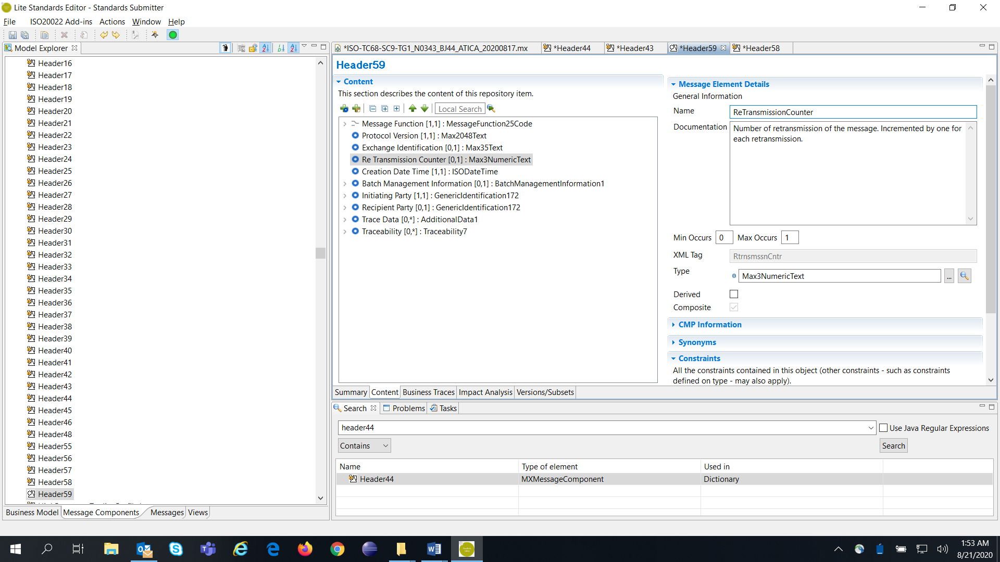 Lite Standards Editor - Standards Submitter
File ISO20022 Add-ins Actions Window Help
Model Explorer
Header16
Header17
Header18
Header19
Header20
Header21
Header22
Header23
Header24
Header25
Header26
Header27
Header28
Header29
Header30
Header31
Header32
Header33
Header34
Header35
Header36
Header37
Header38
Header39
Header40
Header41
Header42
Header43
Header44
Header45
Header46
Header48
Header55
Header56
Header57
Header58
Header59
Business Model Message Components Messages Views
*ISO-TC68-SC9-TG1_N0343_BJ44_ATICA_20200817.mx *Header44 *Header43 *Header59 *Header58
Header59
Content
This section describes the content of this repository item.
Local Search
Message Function [1,1] : MessageFunction25Code
Protocol Version [1,1] : Max2048Text
Exchange Identification [0,1] : Max35Text
Re Transmission Counter [0,1] : Max3NumericText
Creation Date Time [1,1] : ISODateTime
Batch Management Information [0,1] : BatchManagementInformation1
Initiating Party [1,1] : GenericIdentification172
Recipient Party [0,1] : GenericIdentification172
Trace Data [0,*] : AdditionalData1
Traceability [0,*] : Traceability7
Summary Content Business Traces Impact Analysis Versions/Subsets
Message Element Details
General Information
Name ReTransmissionCounter
Documentation Number of retransmission of the message. Incremented by one for
each retransmission.
Min Occurs 0 Max Occurs 1
XML Tag RtrnsmssnCntr
Type Max3NumericText ...
Derived
Composite
CMP Information
Synonyms
Constraints
All the constraints contained in this object (other constraints - such as constraints
defined on type - may also apply).
Search Problems Tasks
header44 Use Java Regular Expressions
Contains Search
Name Type of element Used in
Header44 MXMessageComponent Dictionary
1:53 AM
8/21/2020